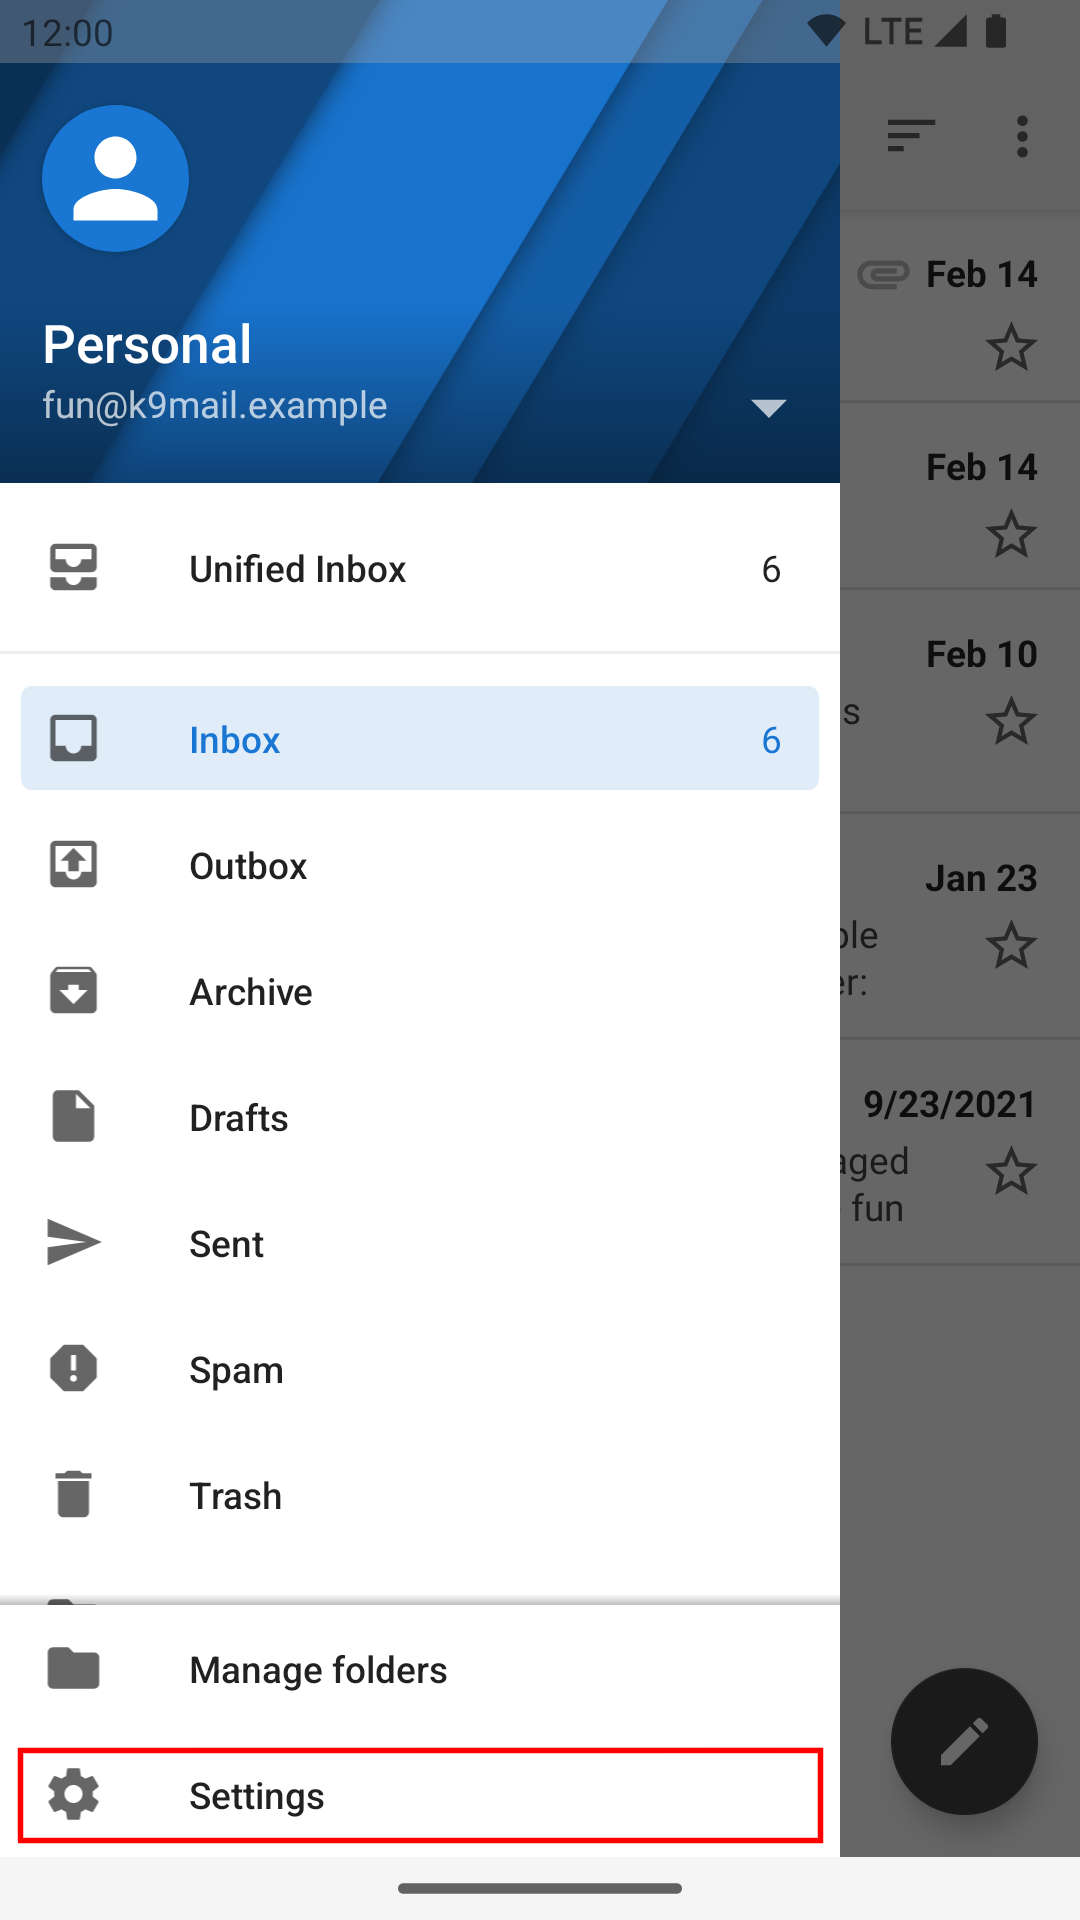 12:00 LTE
Personal
fun@k9mail.example
Unified Inbox 6
Inbox 6
Outbox
Archive
Drafts
Sent
Spam
Trash
Manage folders
Settings
Feb 14
Feb 14
Feb 10
s
Jan 23
ple
er:
9/23/2021
aged
fun